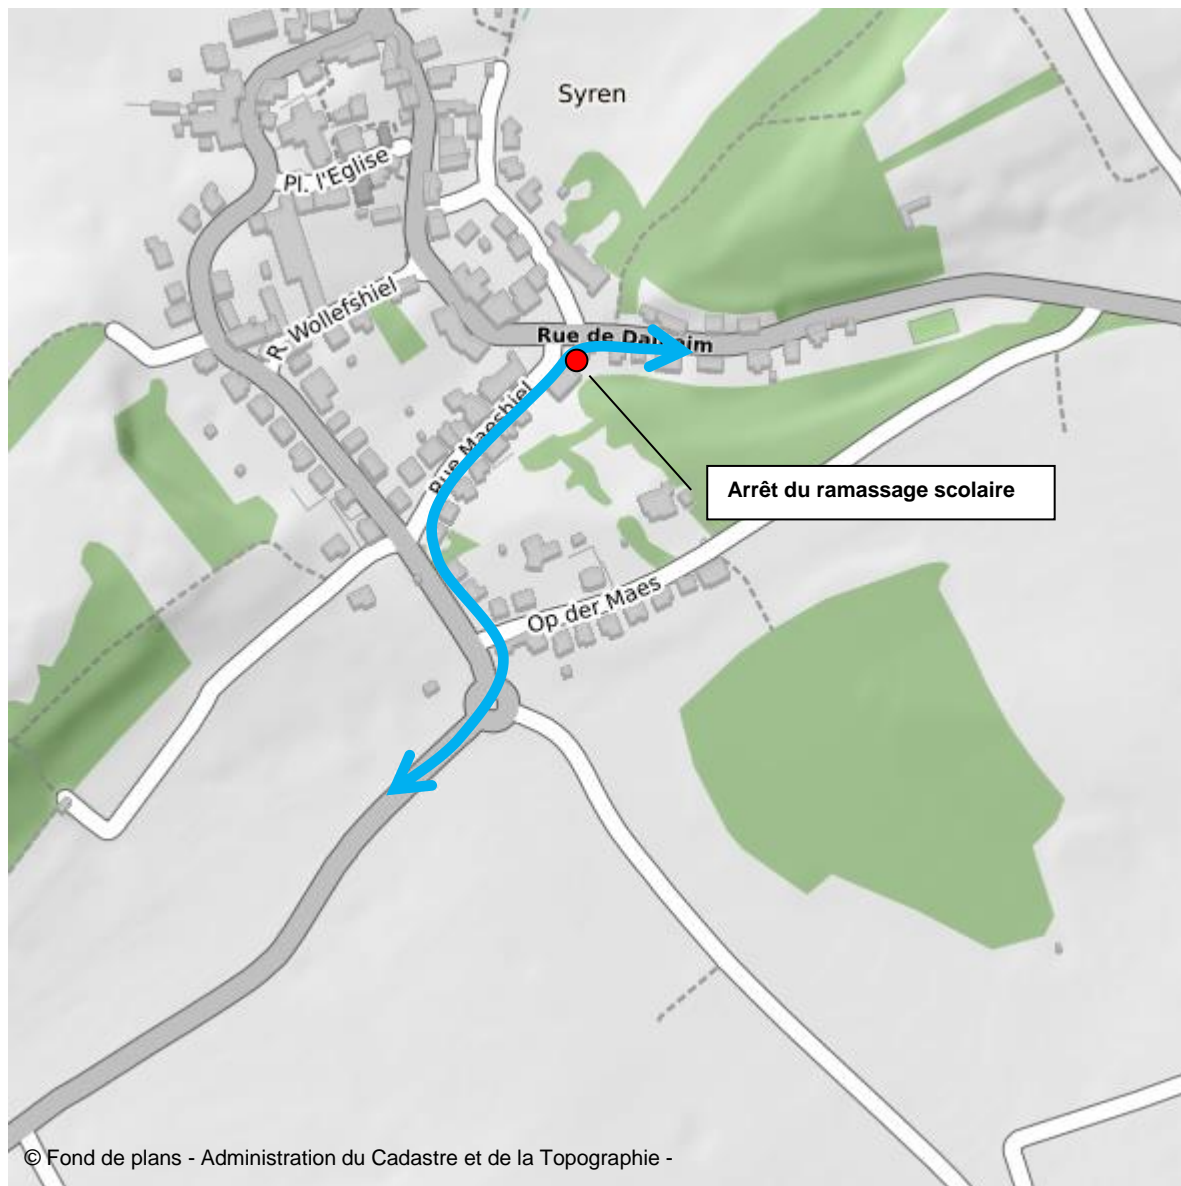 Syren
Pl. l'Eglise
R. Wollefshiel
Rue de Dalheim
Rue Maeshiel
Arrêt du ramassage scolaire
Op der Maes
© Fond de plans - Administration du Cadastre et de la Topographie -